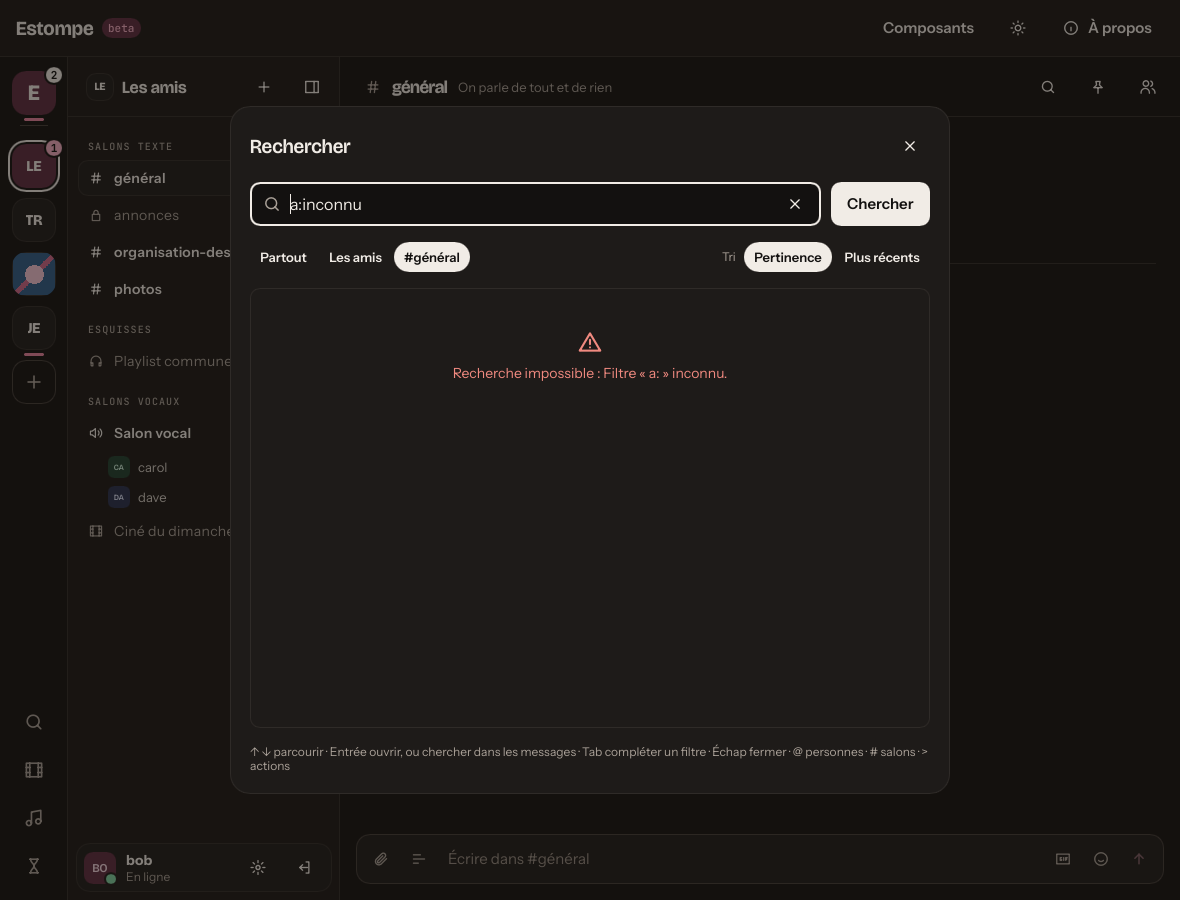 Estompe beta
Composants
À propos
E 2
LE Les amis
# général On parle de tout et de rien
LE 1
TR
JE
SALONS TEXTE
# général
annonces
# organisation-des
# photos
ESQUISSES
Playlist commune
SALONS VOCAUX
Salon vocal
CA carol
DA dave
Ciné du dimanche
Rechercher
a:inconnu
Chercher
Partout Les amis #général Tri Pertinence Plus récents
Recherche impossible : Filtre « a: » inconnu.
↑↓ parcourir · Entrée ouvrir, ou chercher dans les messages · Tab compléter un filtre · Échap fermer · @ personnes · # salons · >
actions
BO bob
En ligne
Écrire dans #général
GIF